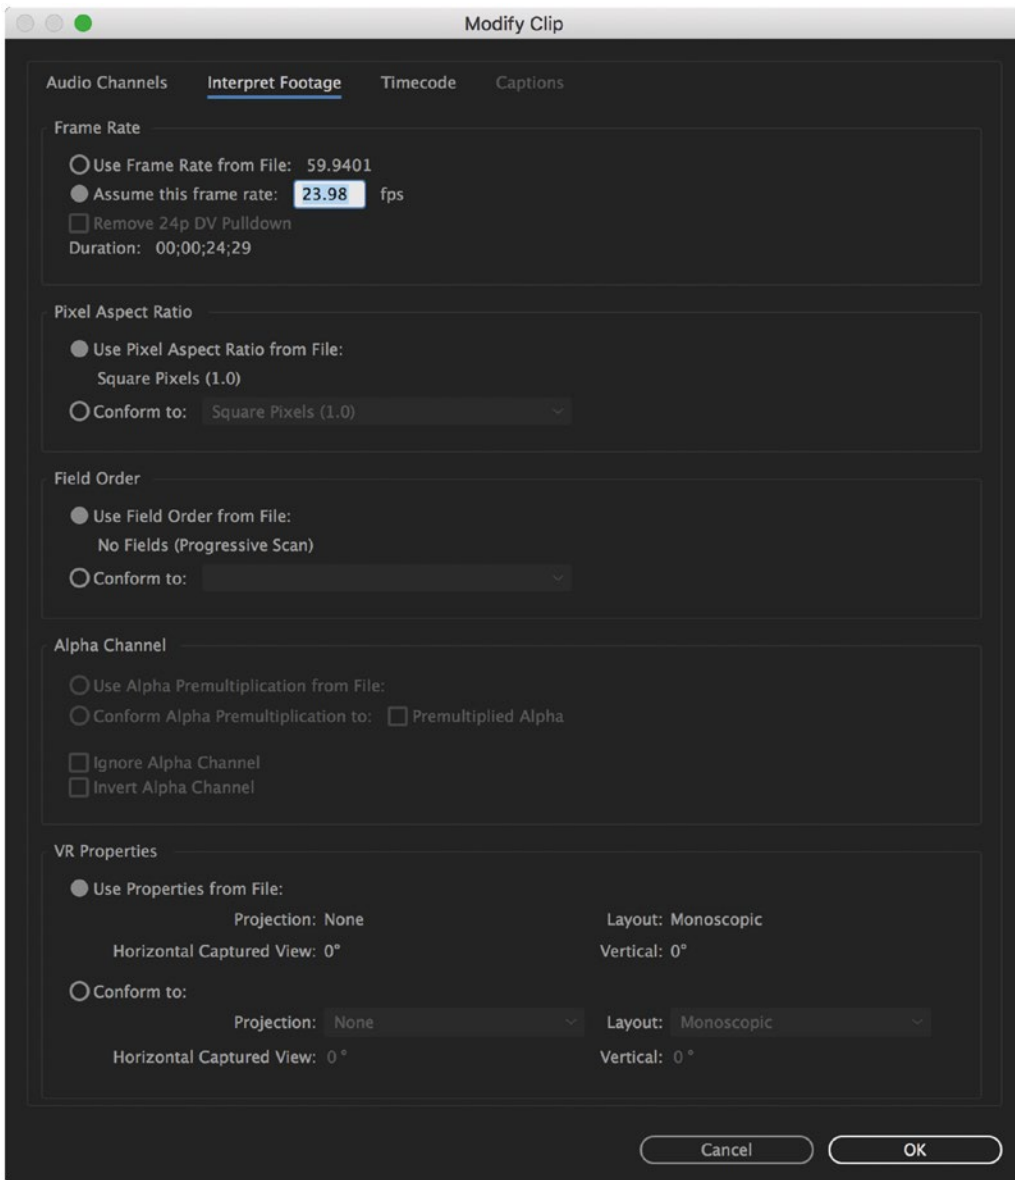 Modify Clip
Audio Channels Interpret Footage Timecode Captions
Frame Rate
Use Frame Rate from File: 59.9401
Assume this frame rate: 23.98 fps
Remove 24p DV Pulldown
Duration: 00;00;24;29
Pixel Aspect Ratio
Use Pixel Aspect Ratio from File:
Square Pixels (1.0)
Conform to: Square Pixels (1.0)
Field Order
Use Field Order from File:
No Fields (Progressive Scan)
Conform to:
Alpha Channel
Use Alpha Premultiplication from File:
Conform Alpha Premultiplication to: Premultiplied Alpha
Ignore Alpha Channel
Invert Alpha Channel
VR Properties
Use Properties from File:
Projection: None Layout: Monoscopic
Horizontal Captured View: 0° Vertical: 0°
Conform to:
Projection: None Layout: Monoscopic
Horizontal Captured View: 0 ° Vertical: 0 °
Cancel OK